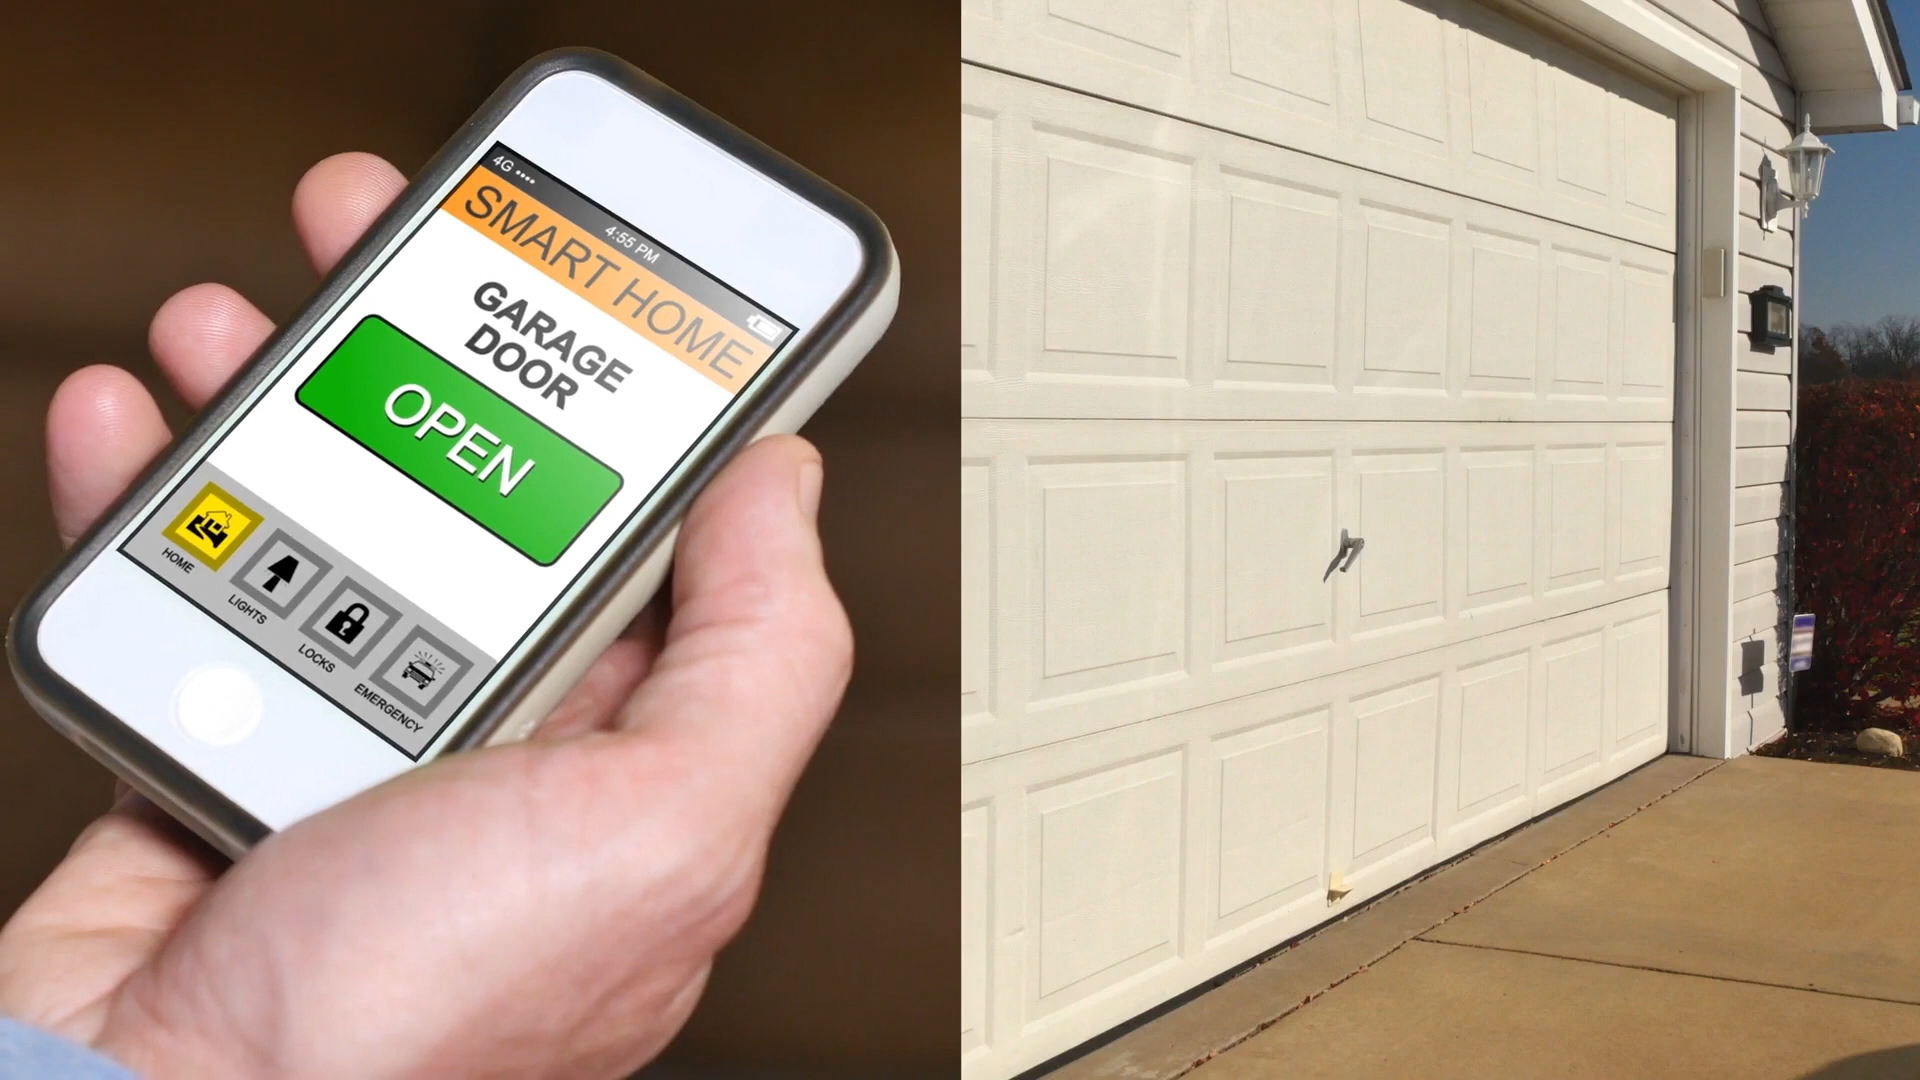 4G
4:55 PM
SMART HOME
GARAGE
DOOR
OPEN
HOME
LIGHTS
LOCKS
EMERGENCY